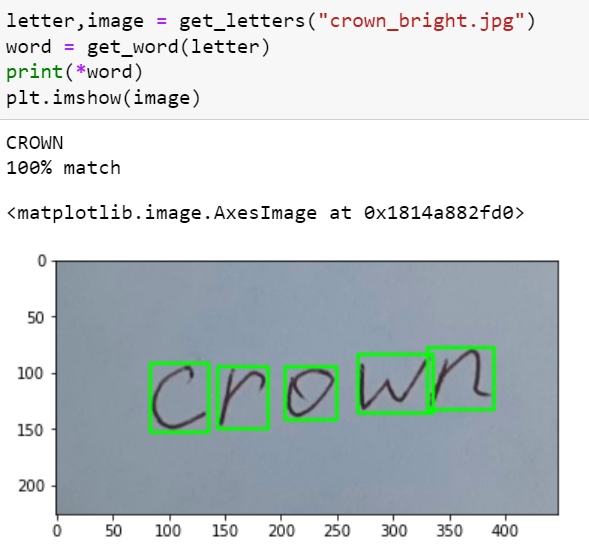 letter,image = get_letters("crown_bright.jpg")
word = get_word(letter)
print(*word)
plt.imshow(image)
CROWN
100% match
<matplotlib.image.AxesImage at 0x1814a882fd0>
0
50
100
150
200
crown
0 50 100 150 200 250 300 350 400